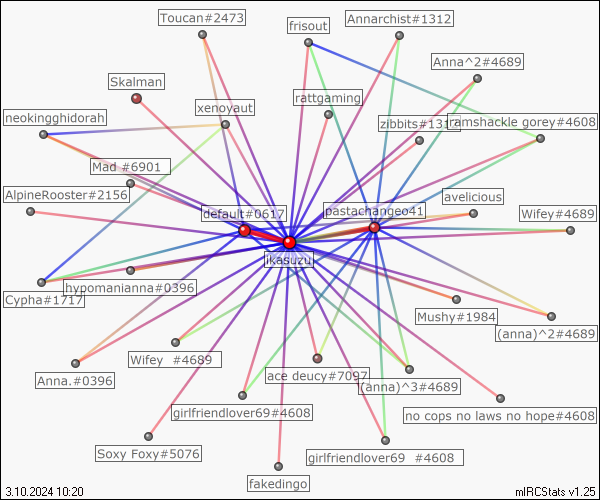 Toucan#2473
frisout
Annarchist#1312
Anna^2#4689
Skalman
rattgaming
xenoyaut
neokingghidorah
zibbits#131
ramshackle gorey#4608
Mad #6901
AlpineRooster#2156
default#0617
pastachangeo41
avelicious
Wifey#4689
ikasuzu
hypomanianna#0396
Cypha#1717
Mushy#1984
(anna)^2#4689
Wifey #4689
Anna.#0396
ace deucy#7097
(anna)^3#4689
girlfriendlover69#4608
no cops no laws no hope#4608
Soxy Foxy#5076
girlfriendlover69 #4608
fakedingo
3.10.2024 10:20
mIRCStats v1.25